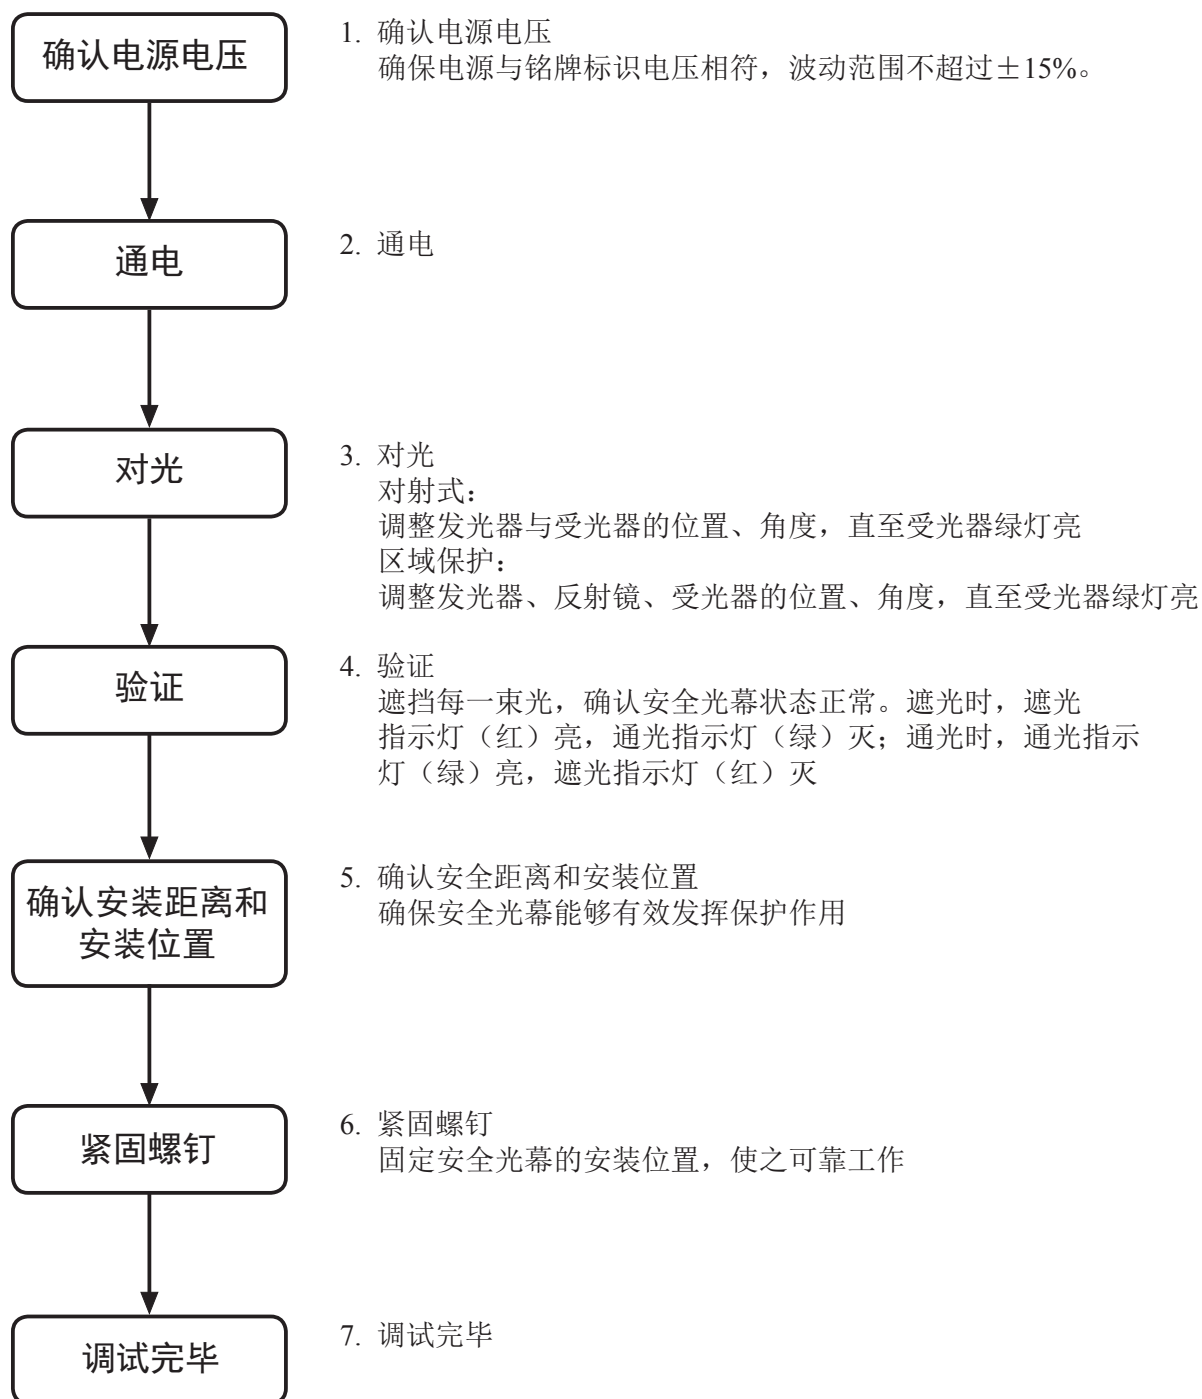 确认电源电压
1. 确认电源电压
确保电源与铭牌标识电压相符，波动范围不超过±15%。
通电
2. 通电
对光
3. 对光
对射式：
调整发光器与受光器的位置、角度，直至受光器绿灯亮
区域保护：
调整发光器、反射镜、受光器的位置、角度，直至受光器绿灯亮
验证
4. 验证
遮挡每一束光，确认安全光幕状态正常。遮光时，遮光
指示灯（红）亮，通光指示灯（绿）灭；通光时，通光指示
灯（绿）亮，遮光指示灯（红）灭
确认安装距离和
安装位置
5. 确认安全距离和安装位置
确保安全光幕能够有效发挥保护作用
紧固螺钉
6. 紧固螺钉
固定安全光幕的安装位置，使之可靠工作
调试完毕
7. 调试完毕